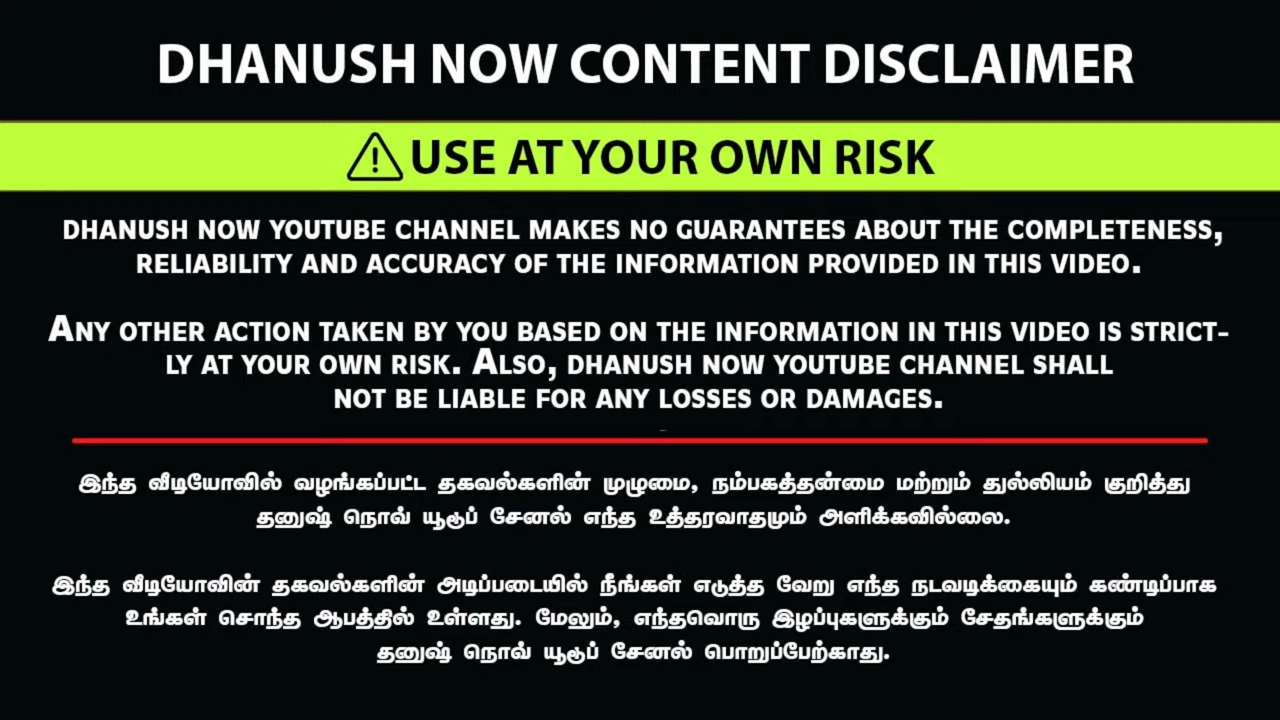 DHANUSH NOW CONTENT DISCLAIMER
USE AT YOUR OWN RISK
DHANUSH NOW YOUTUBE CHANNEL MAKES NO GUARANTEES ABOUT THE COMPLETENESS,
RELIABILITY AND ACCURACY OF THE INFORMATION PROVIDED IN THIS VIDEO.
ANY OTHER ACTION TAKEN BY YOU BASED ON THE INFORMATION IN THIS VIDEO IS STRICT-
LY AT YOUR OWN RISK. ALSO, DHANUSH NOW YOUTUBE CHANNEL SHALL
NOT BE LIABLE FOR ANY LOSSES OR DAMAGES.
இந்த வீடியோவில் வழங்கப்பட்ட தகவல்களின் முழுமை, நம்பகத்தன்மை மற்றும் துல்லியம் குறித்து
தனுஷ் நொவ் யூடூப் சேனல் எந்த உத்தரவாதமும் அளிக்கவில்லை.
இந்த வீடியோவின் தகவல்களின் அடிப்படையில் நீங்கள் எடுத்த வேறு எந்த நடவடிக்கையும் கண்டிப்பாக
உங்கள் சொந்த ஆபத்தில் உள்ளது. மேலும், எந்தவொரு இழப்புகளுக்கும் சேதங்களுக்கும்
தனுஷ் நொவ் யூடூப் சேனல் பொறுப்பேற்காது.